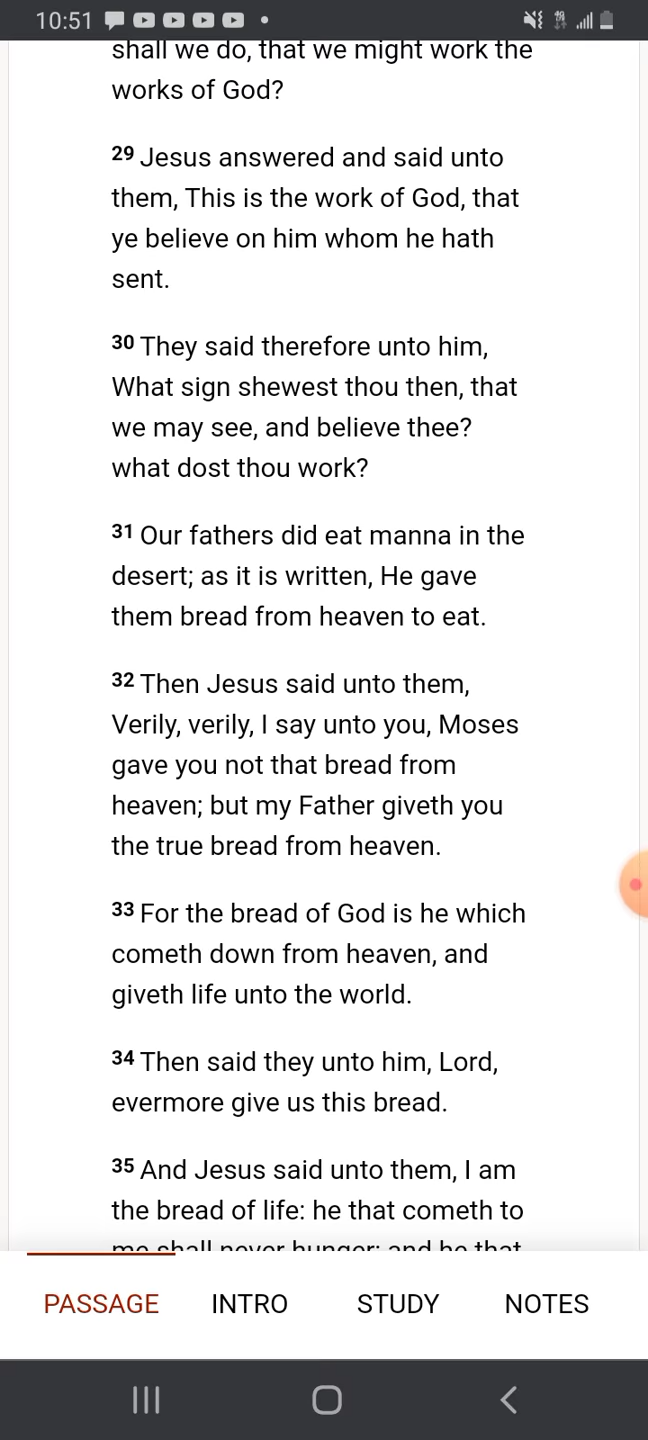 10:51
shall we do, that we might work the
works of God?
29 Jesus answered and said unto
them, This is the work of God, that
ye believe on him whom he hath
sent.
30 They said therefore unto him,
What sign shewest thou then, that
we may see, and believe thee?
what dost thou work?
31 Our fathers did eat manna in the
desert; as it is written, He gave
them bread from heaven to eat.
32 Then Jesus said unto them,
Verily, verily, I say unto you, Moses
gave you not that bread from
heaven; but my Father giveth you
the true bread from heaven.
33 For the bread of God is he which
cometh down from heaven, and
giveth life unto the world.
34 Then said they unto him, Lord,
evermore give us this bread.
35 And Jesus said unto them, I am
the bread of life: he that cometh to
me shall never hunger; and he that
PASSAGE INTRO STUDY NOTES